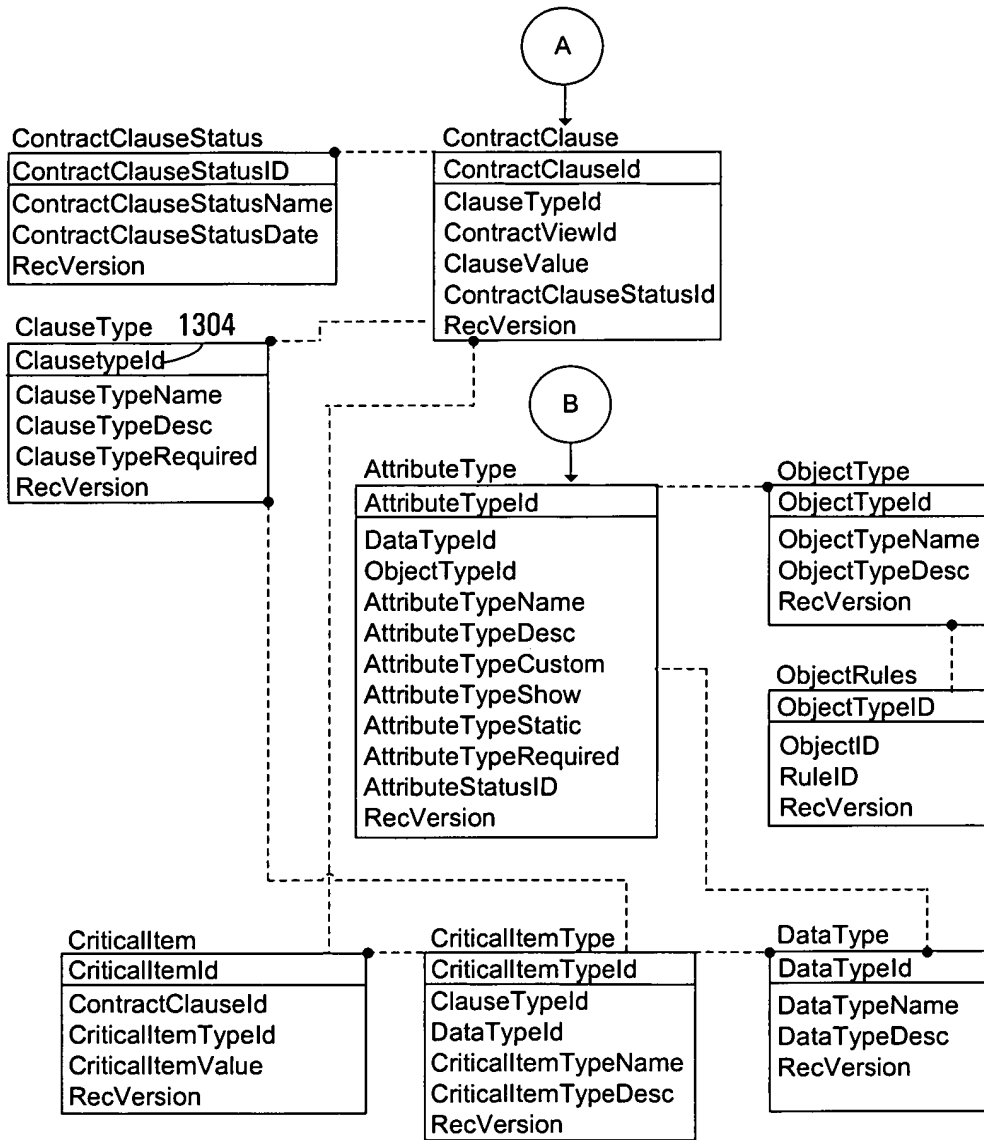 A
ContractClauseStatus
ContractClauseStatusID
ContractClauseStatusName
ContractClauseStatusDate
RecVersion
ContractClause
ContractClauseId
ClauseTypeId
ContractViewId
ClauseValue
ContractClauseStatusId
RecVersion
ClauseType 1304
ClausetypeId
ClauseTypeName
ClauseTypeDesc
ClauseTypeRequired
RecVersion
B
AttributeType
AttributeTypeId
DataTypeId
ObjectTypeId
AttributeTypeName
AttributeTypeDesc
AttributeTypeCustom
AttributeTypeShow
AttributeTypeStatic
AttributeTypeRequired
AttributeStatusID
RecVersion
ObjectType
ObjectTypeId
ObjectTypeName
ObjectTypeDesc
RecVersion
ObjectRules
ObjectTypeID
ObjectID
RuleID
RecVersion
CriticalItem
CriticalItemId
ContractClauseId
CriticalItemTypeId
CriticalItemValue
RecVersion
CriticalItemType
CriticalItemTypeId
ClauseTypeId
DataTypeId
CriticalItemTypeName
CriticalItemTypeDesc
RecVersion
DataType
DataTypeId
DataTypeName
DataTypeDesc
RecVersion